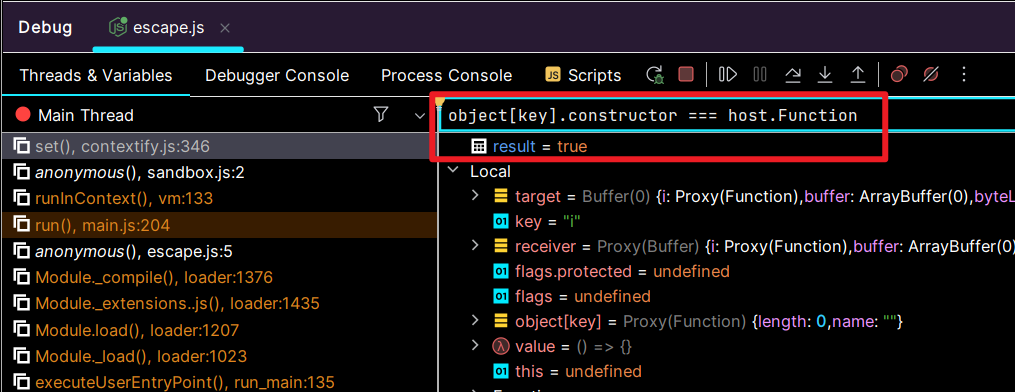 Debug
escape.js
Threads & Variables
Debugger Console
Process Console
Scripts
Main Thread
set(), contextify.js:346
anonymous(), sandbox.js:2
runInContext(), vm:133
run(), main.js:204
anonymous(), escape.js:5
Module._compile(), loader:1376
Module._extensions..js(), loader:1435
Module.load(), loader:1207
Module._load(), loader:1023
executeUserEntryPoint(), run_main:135
object[key].constructor === host.Function
result = true
Local
target = Buffer(0) {i: Proxy(Function),buffer: ArrayBuffer(0),byteL
key = "i"
receiver = Proxy(Buffer) {i: Proxy(Function),buffer: ArrayBuffer(0)
flags.protected = undefined
flags = undefined
object[key] = Proxy(Function) {length: 0,name: ""}
value = () => {}
this = undefined